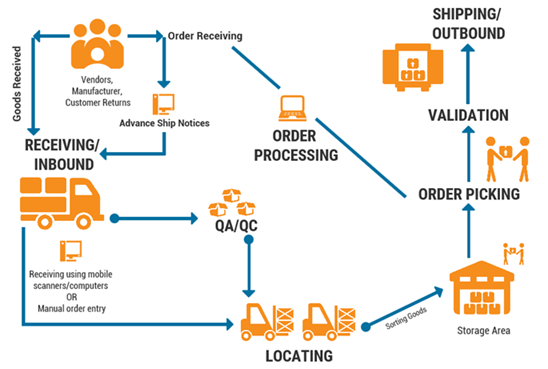 Goods Received
Order Receiving
Vendors,
Manufacturer,
Customer Returns
Advance Ship Notices
RECEIVING/
INBOUND
ORDER
PROCESSING
SHIPPING/
OUTBOUND
VALIDATION
ORDER PICKING
QA/QC
Receiving using mobile
scanners/computers
OR
Manual order entry
LOCATING
Sorting Goods
Storage Area